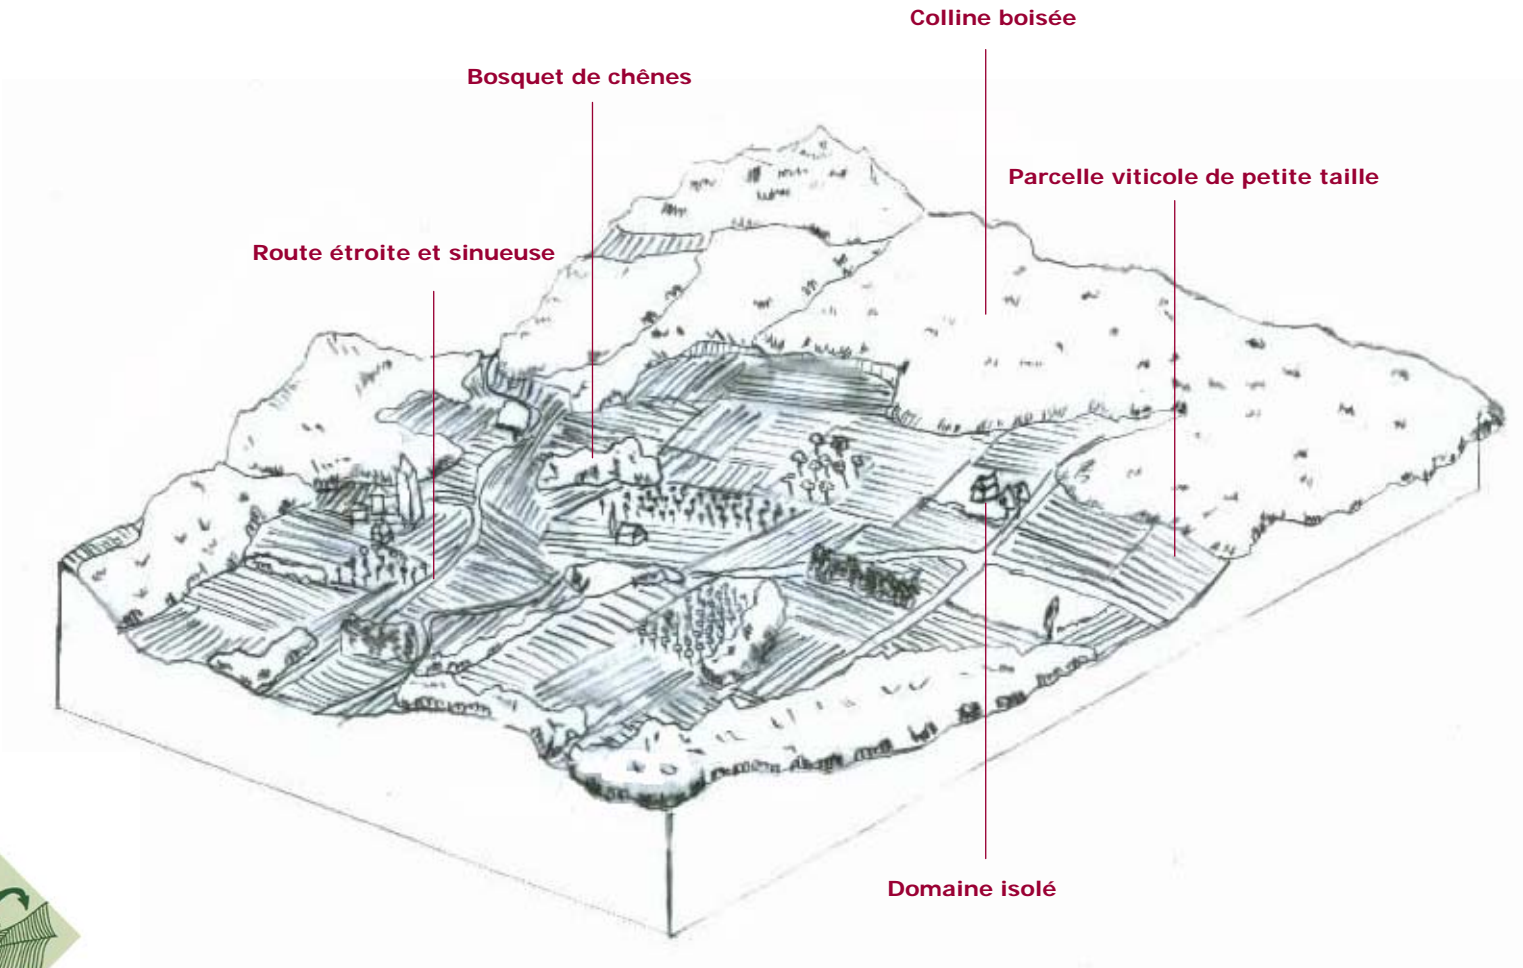 Colline boisée
Bosquet de chênes
Parcelle viticole de petite taille
Route étroite et sinueuse
Domaine isolé